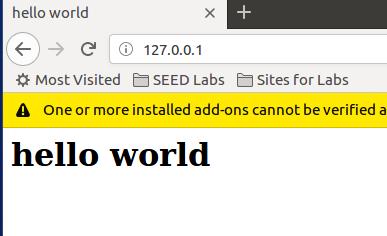 hello world
127.0.0.1
Most Visited SEED Labs Sites for Labs
One or more installed add-ons cannot be verified a
hello world